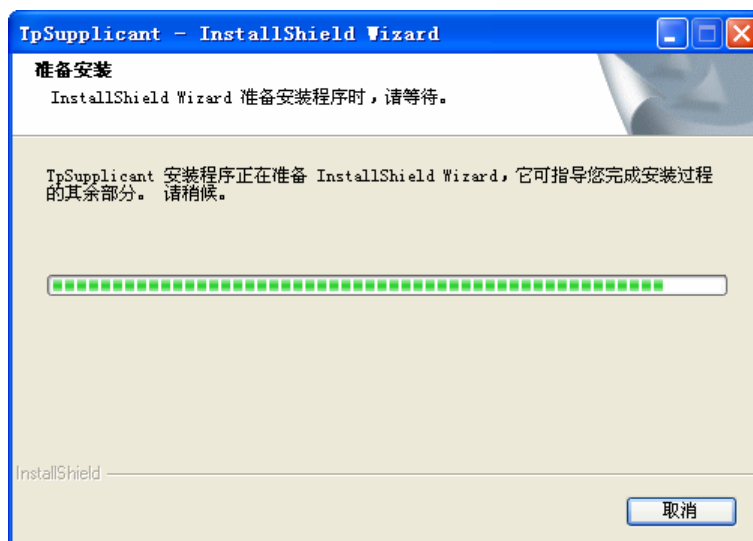 TpSupplicant - InstallShield Wizard
准备安装
InstallShield Wizard 准备安装程序时，请等待。
TpSupplicant 安装程序正在准备 InstallShield Wizard，它可指导您完成安装过程
的其余部分。 请稍候。
InstallShield
取消